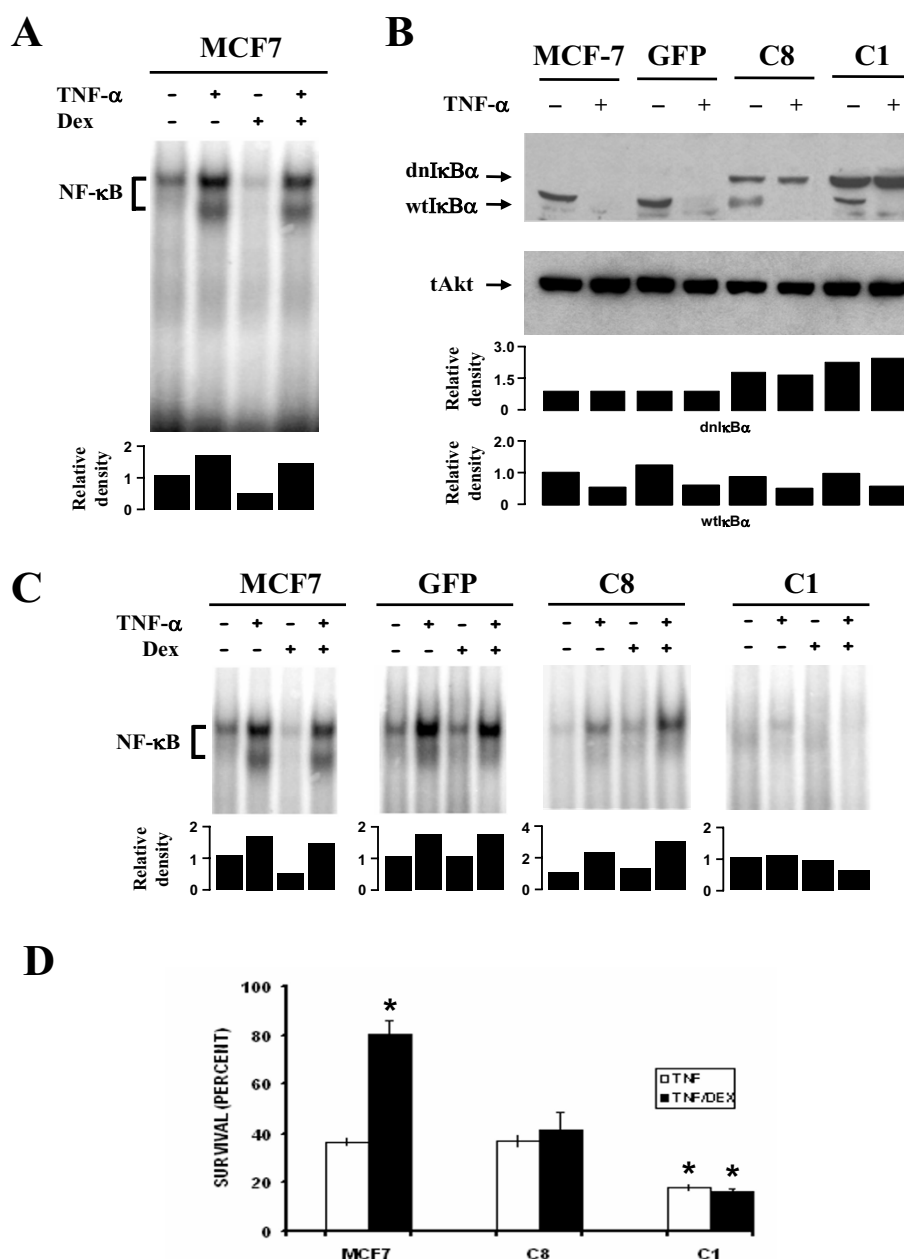 A
MCF7
TNF-α - + - +
Dex - - + +
NF-κB
Relative density
2
1
0
B
MCF-7 GFP C8 C1
TNF-α – + – + – + – +
dnIκBα
wtIκBα
tAkt
Relative density
3.0
1.5
0
dnIκBα
Relative density
2.0
1.0
0.0
wtIκBα
C
MCF7 GFP C8 C1
TNF-α - + - + - + - + - + - + - + - +
Dex - - + + - - + + - - + + - - + +
NF-κB
Relative density
2
1
0
2
1
0
4
2
0
2
1
0
D
SURVIVAL (PERCENT)
100
80
60
40
20
0
*
* *
TNF
TNF/DEX
MCF7 C8 C1